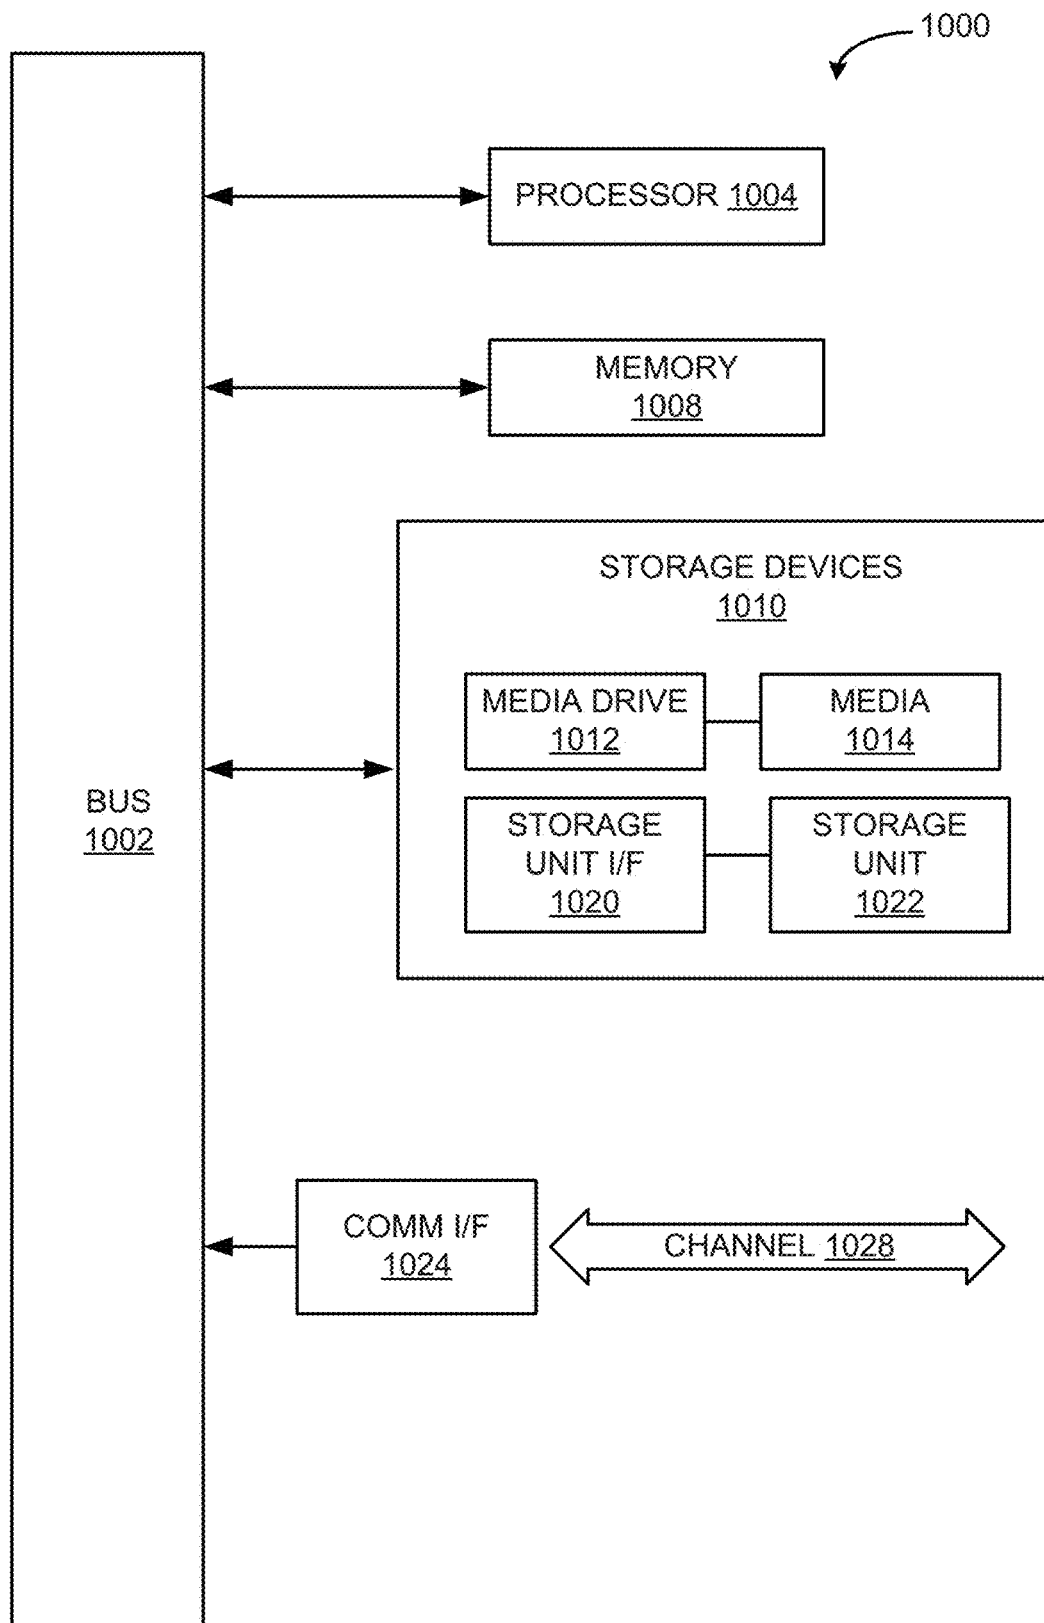 1000
PROCESSOR 1004
MEMORY
1008
STORAGE DEVICES
1010
MEDIA DRIVE
1012
MEDIA
1014
BUS
1002
STORAGE
UNIT I/F
1020
STORAGE
UNIT
1022
COMM I/F
1024
CHANNEL 1028